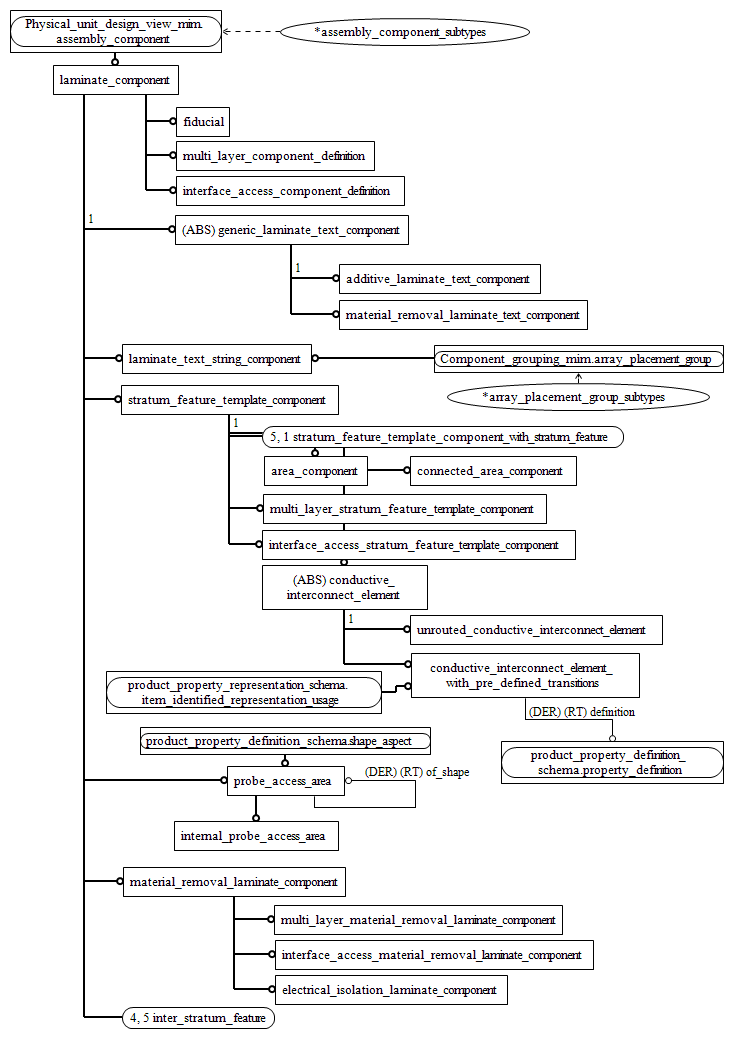 Physical_unit_design_view_mim.
assembly_component
*assembly_component_subtypes
laminate_component
fiducial
multi_layer_component_definition
interface_access_component_definition
1
(ABS) generic_laminate_text_component
1
additive_laminate_text_component
material_removal_laminate_text_component
laminate_text_string_component
Component_grouping_mim.array_placement_group
*array_placement_group_subtypes
stratum_feature_template_component
1
5, 1 stratum_feature_template_component_with_stratum_feature
area_component
connected_area_component
multi_layer_stratum_feature_template_component
interface_access_stratum_feature_template_component
(ABS) conductive_
interconnect_element
1
unrouted_conductive_interconnect_element
conductive_interconnect_element_
with_pre_defined_transitions
product_property_representation_schema.
item_identified_representation_usage
(DER) (RT) definition
product_property_definition_
schema.property_definition
product_property_definition_schema.shape_aspect
probe_access_area
(DER) (RT) of_shape
internal_probe_access_area
material_removal_laminate_component
multi_layer_material_removal_laminate_component
interface_access_material_removal_laminate_component
electrical_isolation_laminate_component
4, 5 inter_stratum_feature